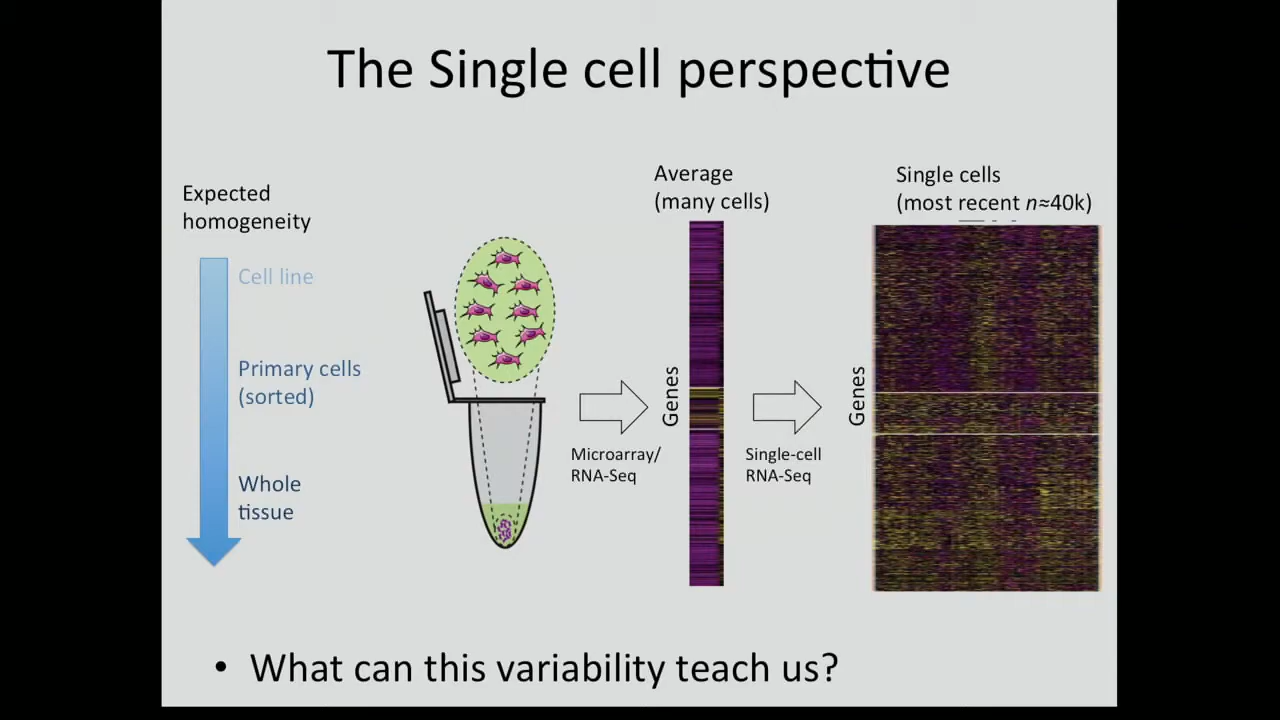 The Single cell perspective
Expected
homogeneity
Cell line
Primary cells
(sorted)
Whole
tissue
Microarray/
RNA-Seq
Average
(many cells)
Genes
Single-cell
RNA-Seq
Single cells
(most recent n≈40k)
Genes
• What can this variability teach us?